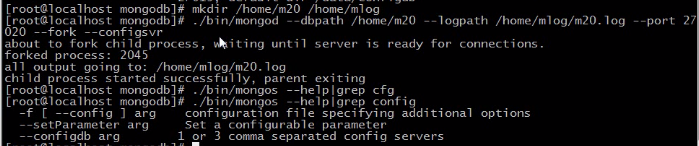 [root@localhost mongodb]# mkdir /home/m20 /home/mlog
[root@localhost mongodb]# ./bin/mongod --dbpath /home/m20 --logpath /home/mlog/m20.log --port 27
020 --fork --configsvr
about to fork child process, waiting until server is ready for connections.
forked process: 2045
all output going to: /home/mlog/m20.log
child process started successfully, parent exiting
[root@localhost mongodb]# ./bin/mongos --help|grep cfg
[root@localhost mongodb]# ./bin/mongos --help|grep config
-f [ --config ] arg configuration file specifying additional options
--setParameter arg Set a configurable parameter
--configdb arg 1 or 3 comma separated config servers
[root@localhost mongodb]#